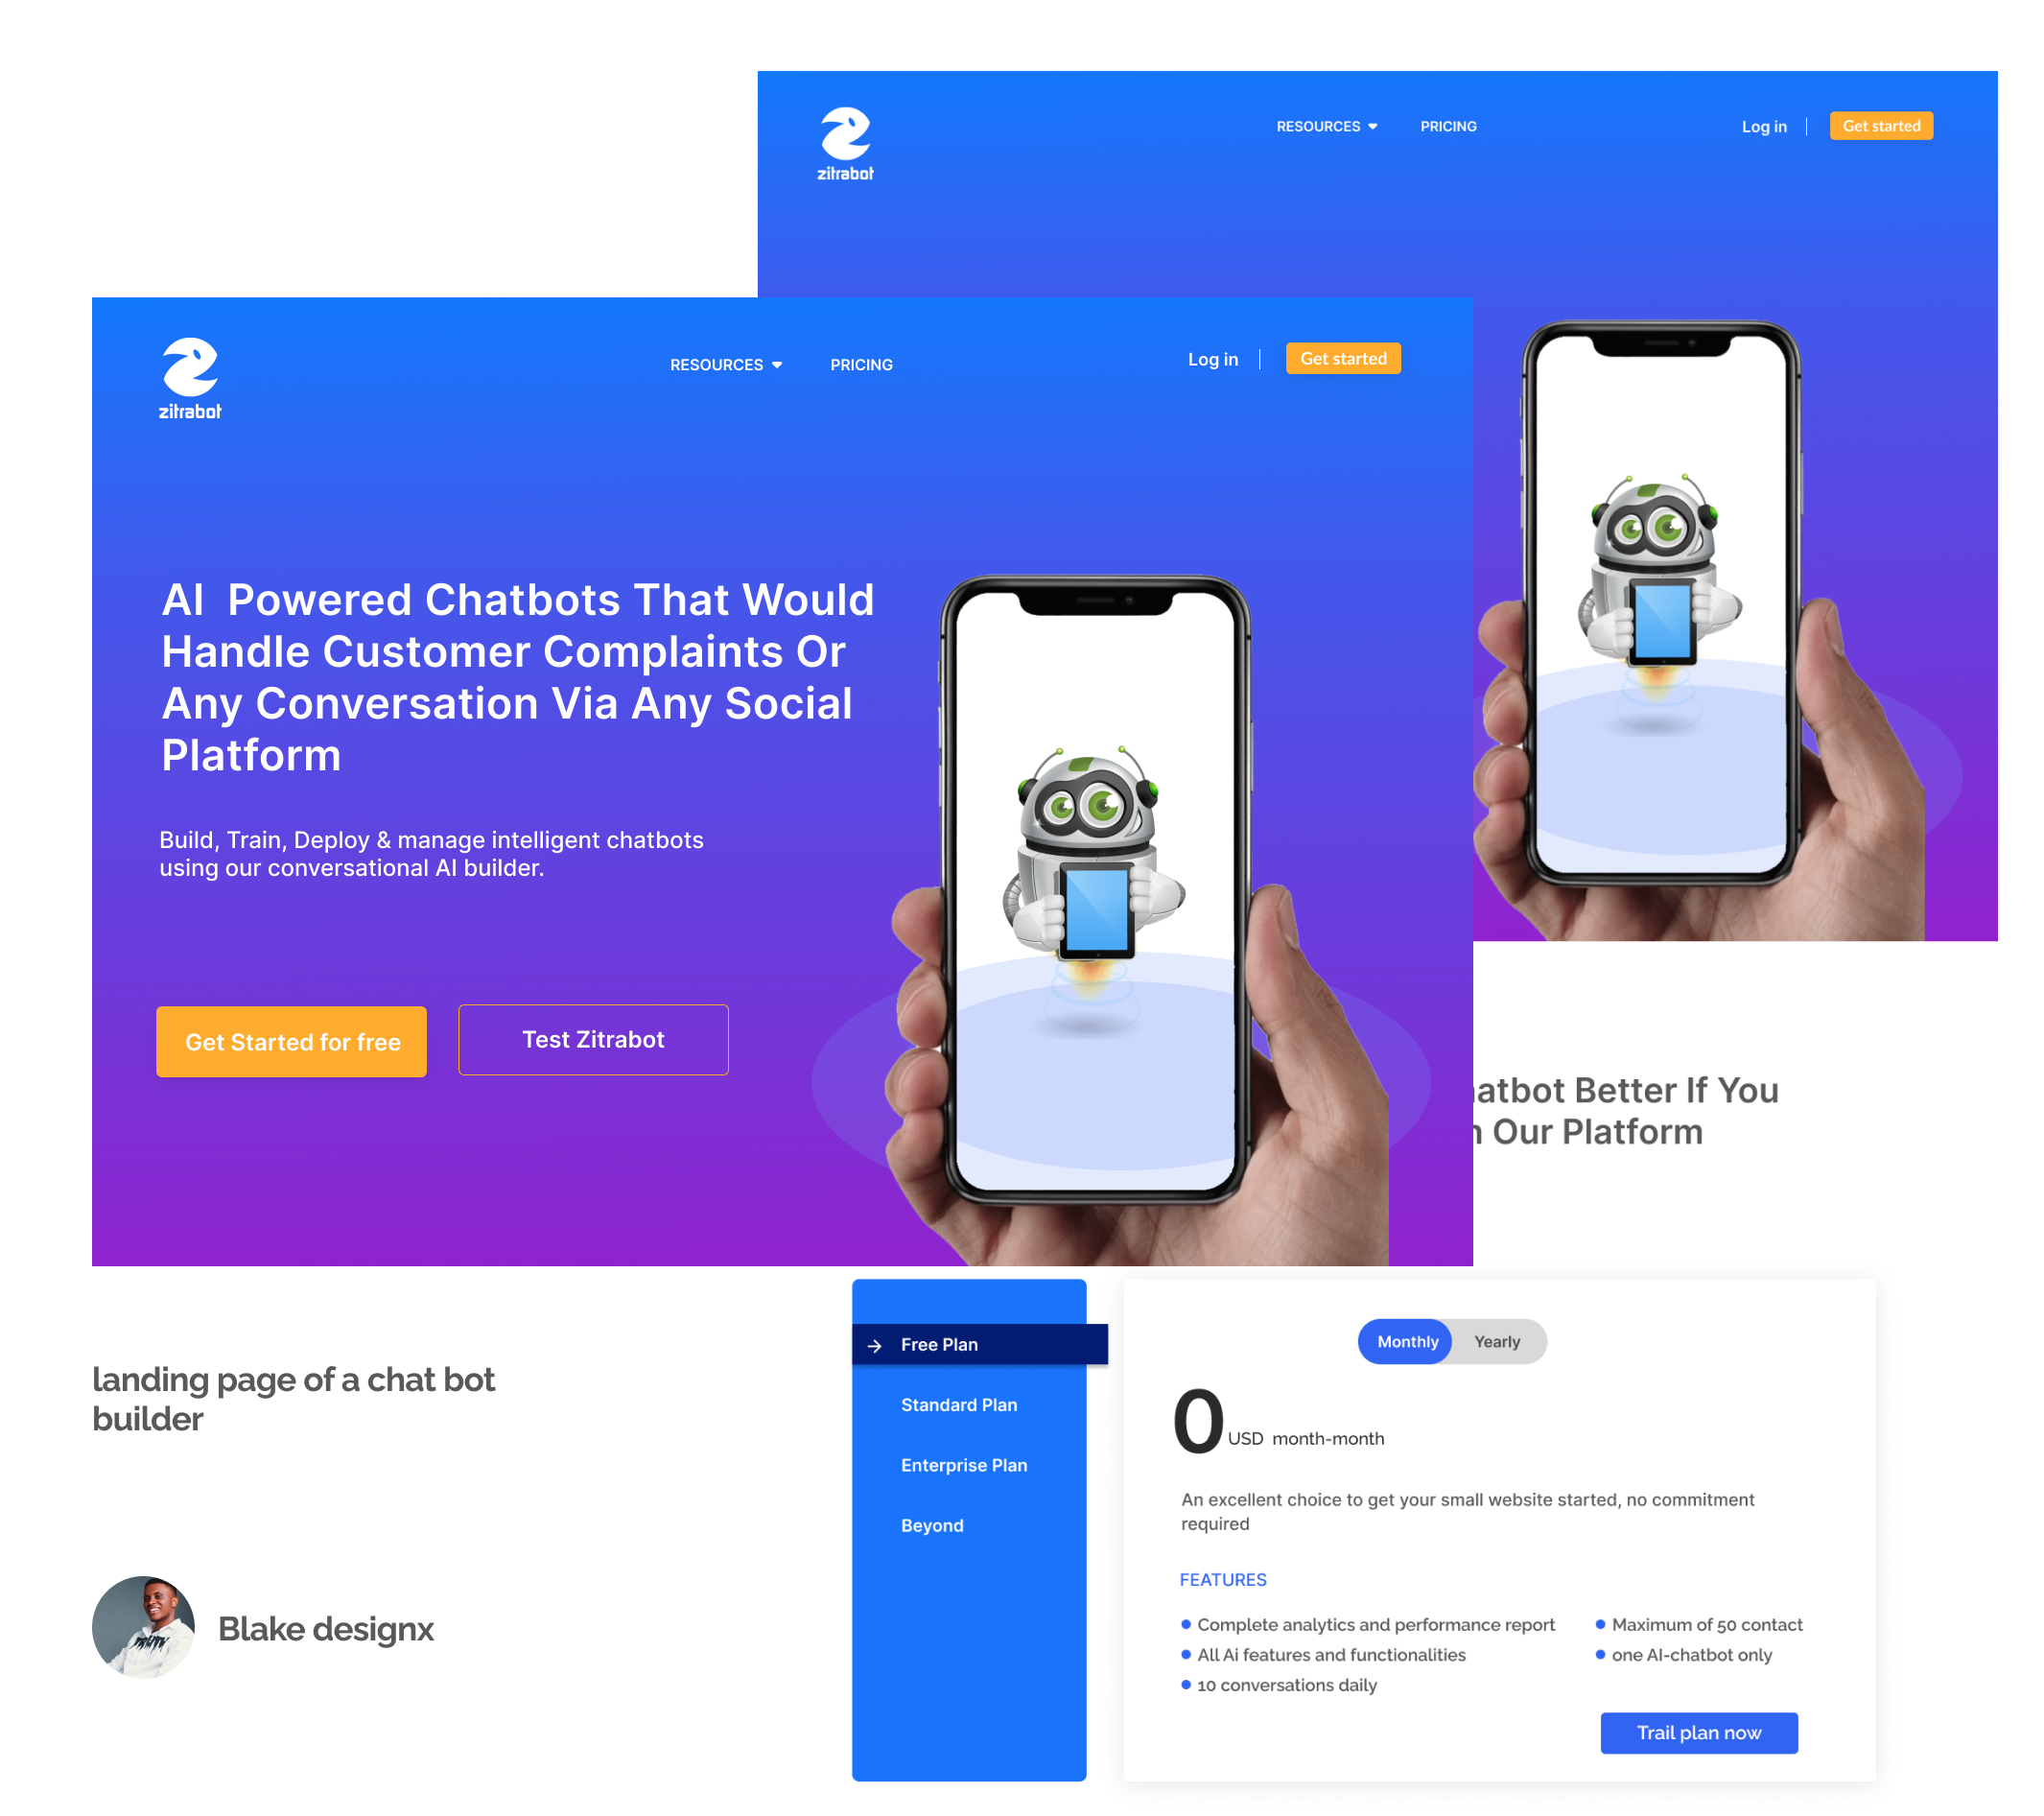 zitrabot
RESOURCES
PRICING
Log in
Get started
zitrabot
RESOURCES
PRICING
Log in
Get started
AI Powered Chatbots That Would
Handle Customer Complaints Or
Any Conversation Via Any Social
Platform
Build, Train, Deploy & manage intelligent chatbots
using our conversational AI builder.
Get Started for free
Test Zitrabot
atbot Better If You
Our Platform
landing page of a chat bot
builder
Blake designx
Free Plan
Standard Plan
Enterprise Plan
Beyond
Monthly
Yearly
0 USD month-month
An excellent choice to get your small website started, no commitment
required
FEATURES
Complete analytics and performance report
All Ai features and functionalities
10 conversations daily
Maximum of 50 contact
one AI-chatbot only
Trail plan now